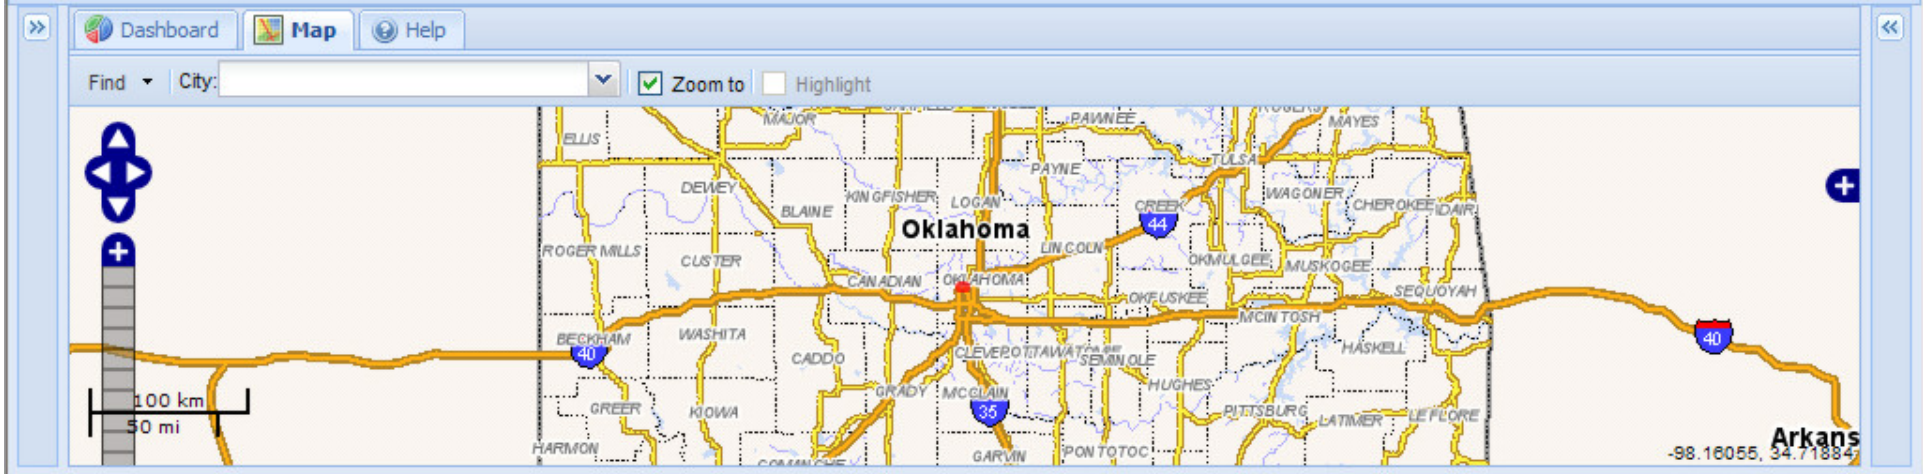 Dashboard Map Help
Find City: Zoom to Highlight
MAJOR PAWNEE ROGERS MAYES
ELLIS
TULSA
PAYNE
DEWEY KINGFISHER LOGAN WAGONER
BLAINE CREEK CHEROKEE ADAIR
44
Oklahoma
ROGER MILLS LINCOLN
CUSTER OKMULGEE MUSKOGEE
CANADIAN OKLAHOMA
OKFUSKEE SEQUOYAH
WASHITA MCINTOSH
BECKHAM 40
40
CADDO POTTAWATOMIE SEMINOLE HASKELL
GRADY MCCLAIN HUGHES
100 km
50 mi
GREER KIOWA 35 PITTSBURG LATIMER LE FLORE
HARMON COMANCHE GARVIN PONTOTOC
Arkans
-98.16055, 34.71884